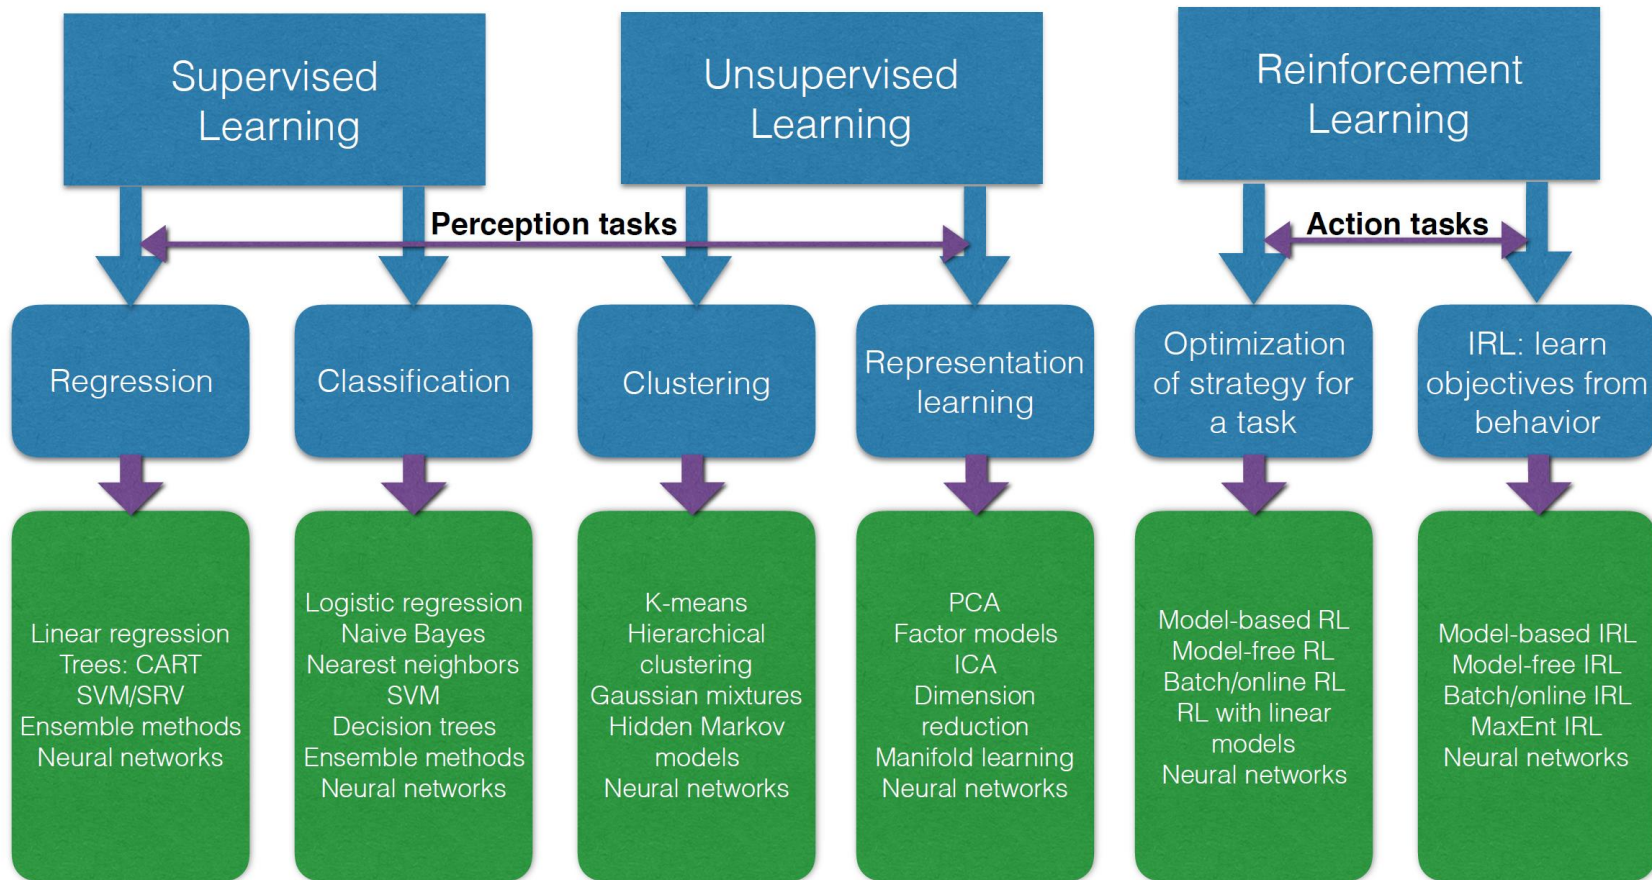 Supervised
Learning
Unsupervised
Learning
Reinforcement
Learning
Perception tasks
Action tasks
Regression
Classification
Clustering
Representation
learning
Optimization
of strategy for
a task
IRL: learn
objectives from
behavior
Linear regression
Trees: CART
SVM/SRV
Ensemble methods
Neural networks
Logistic regression
Naive Bayes
Nearest neighbors
SVM
Decision trees
Ensemble methods
Neural networks
K-means
Hierarchical
clustering
Gaussian mixtures
Hidden Markov
models
Neural networks
PCA
Factor models
ICA
Dimension
reduction
Manifold learning
Neural networks
Model-based RL
Model-free RL
Batch/online RL
RL with linear
models
Neural networks
Model-based IRL
Model-free IRL
Batch/online IRL
MaxEnt IRL
Neural networks